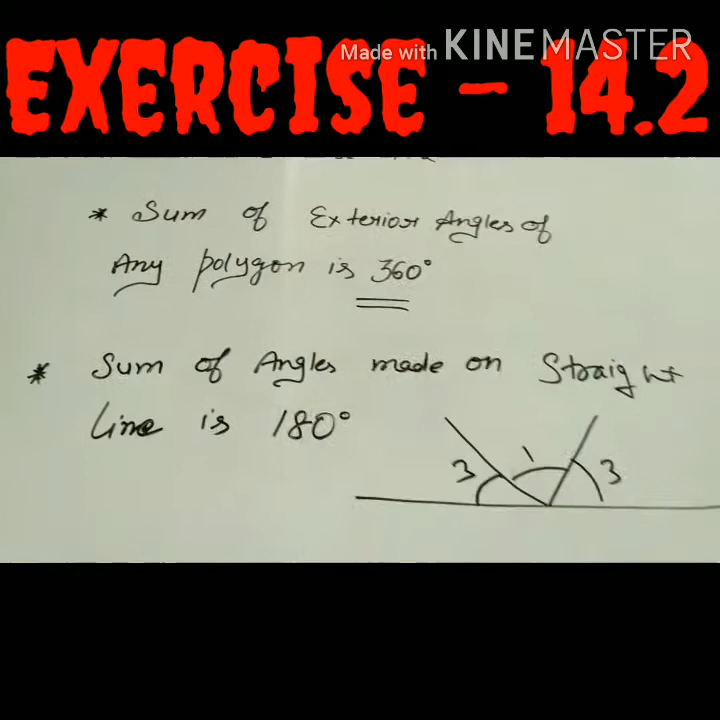 Made with KINEMASTER
EXERCISE - 14.2
* Sum of Exterior Angles of
Any polygon is 360°
* Sum of Angles made on Straight
Line is 180°
3 1 3